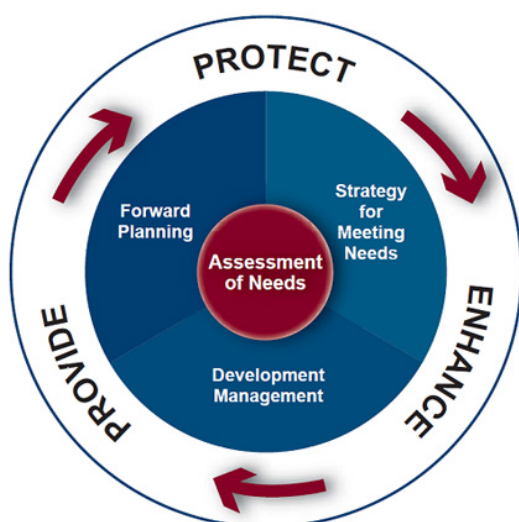 PROTECT
Strategy
for
Meeting
Needs
Forward
Planning
Assessment
of Needs
ENHANCE
PROVIDE
Development
Management